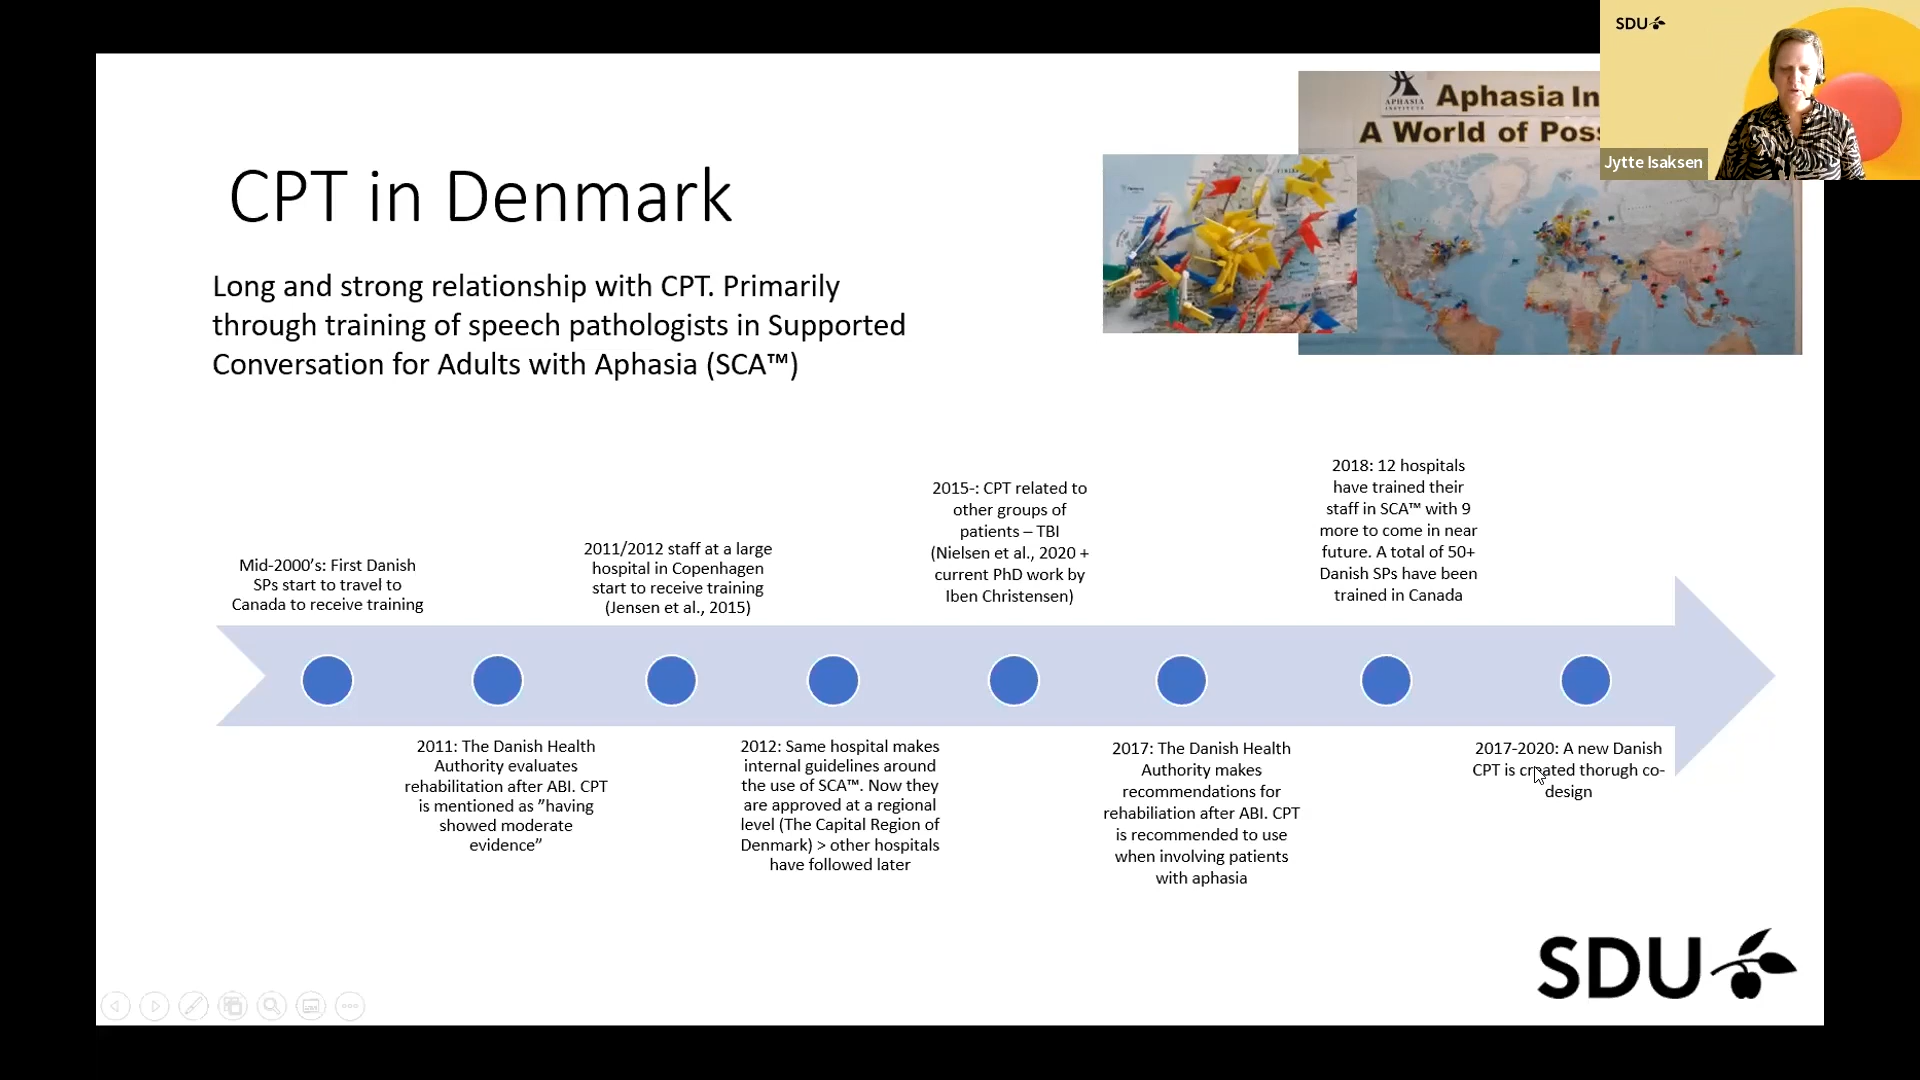 SDU
Jytte Isaksen
APHASIA
INSTITUTE
Aphasia In
A World of Poss
CPT in Denmark
Long and strong relationship with CPT. Primarily
through training of speech pathologists in Supported
Conversation for Adults with Aphasia (SCA™)
Mid-2000’s: First Danish
SPs start to travel to
Canada to receive training
2011: The Danish Health
Authority evaluates
rehabilitation after ABI. CPT
is mentioned as ”having
showed moderate
evidence”
2011/2012 staff at a large
hospital in Copenhagen
start to receive training
(Jensen et al., 2015)
2012: Same hospital makes
internal guidelines around
the use of SCA™. Now they
are approved at a regional
level (The Capital Region of
Denmark) > other hospitals
have followed later
2015-: CPT related to
other groups of
patients – TBI
(Nielsen et al., 2020 +
current PhD work by
Iben Christensen)
2017: The Danish Health
Authority makes
recommendations for
rehabiliation after ABI. CPT
is recommended to use
when involving patients
with aphasia
2018: 12 hospitals
have trained their
staff in SCA™ with 9
more to come in near
future. A total of 50+
Danish SPs have been
trained in Canada
2017-2020: A new Danish
CPT is created thorugh co-
design
SDU